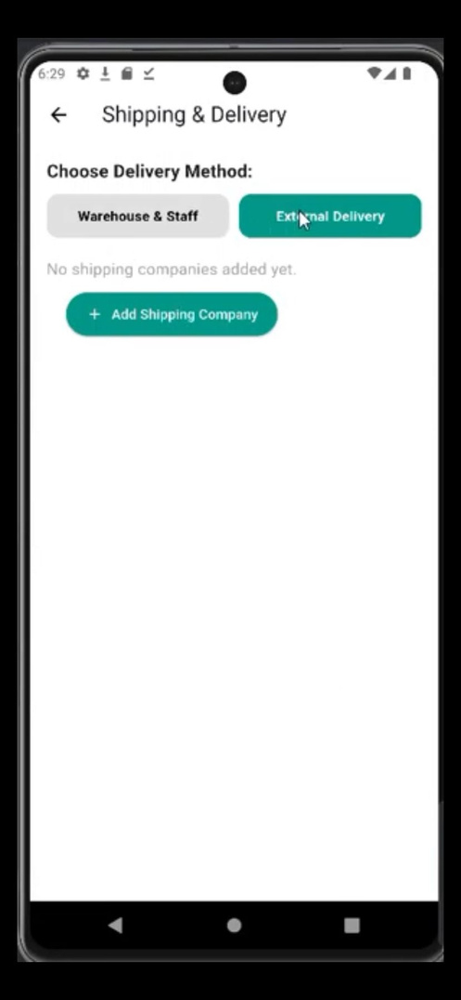 6:29
Shipping & Delivery
Choose Delivery Method:
Warehouse & Staff
External Delivery
No shipping companies added yet.
+ Add Shipping Company